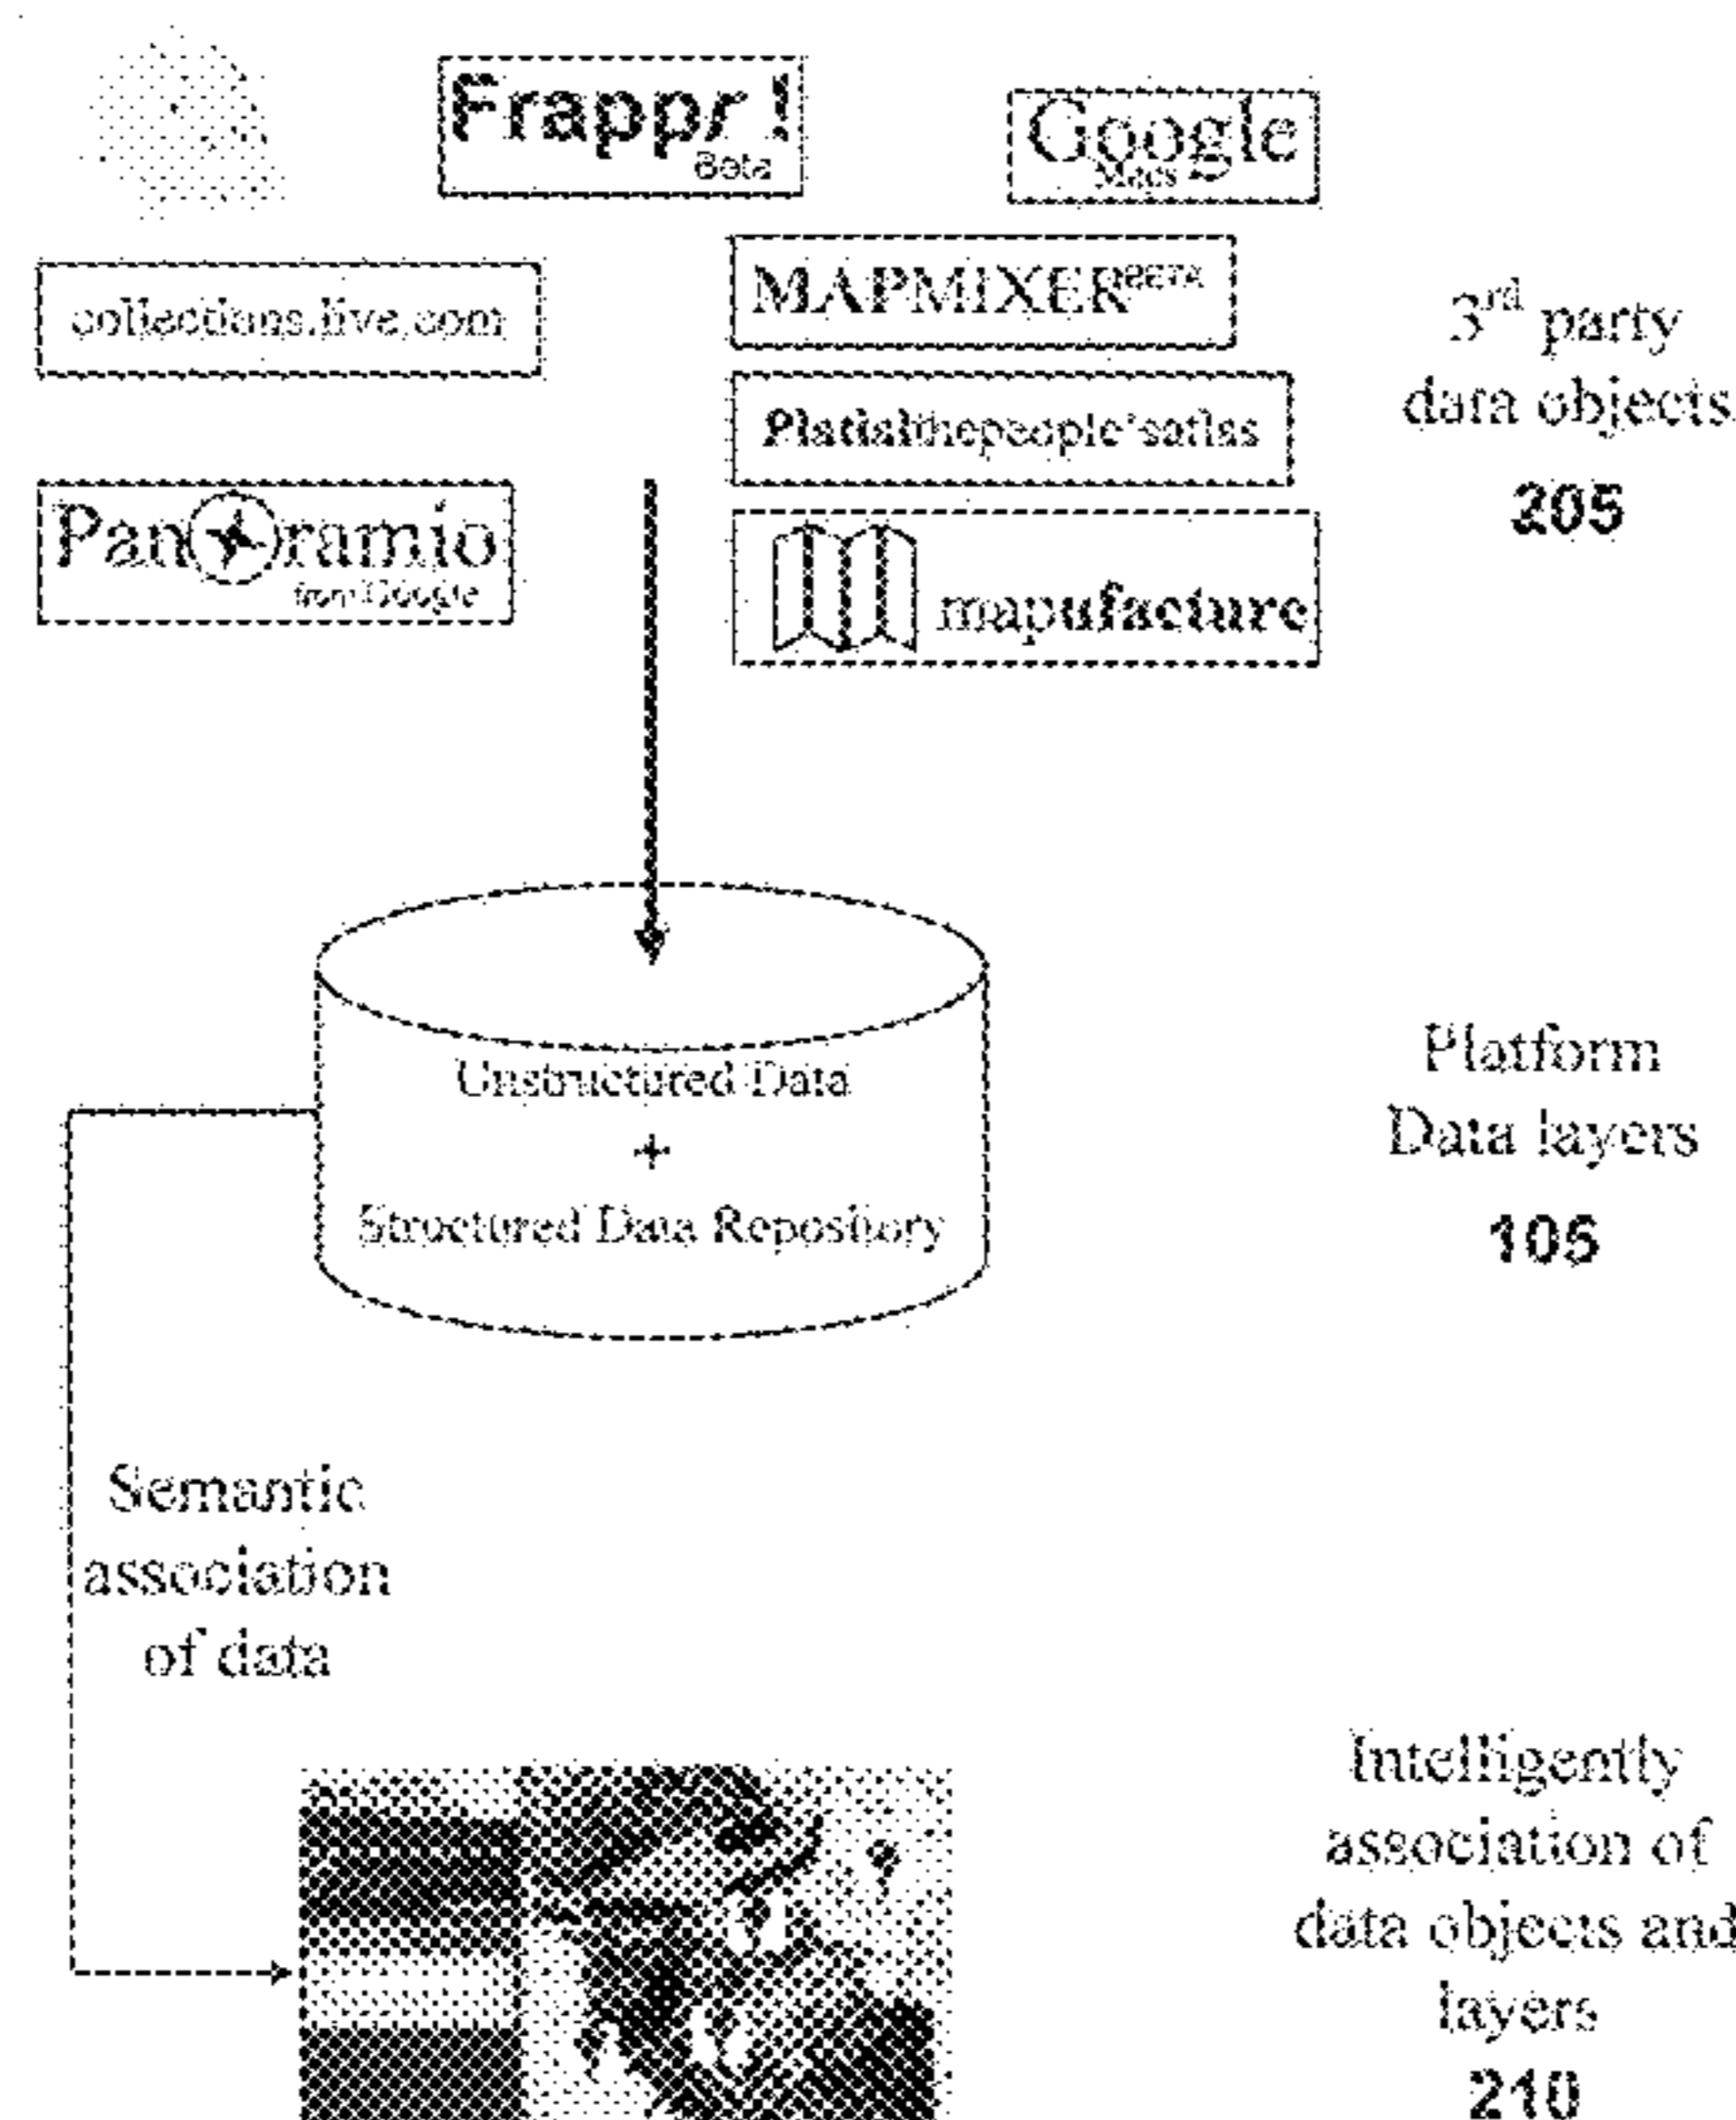 Frappr!
Beta
Google
Maps
collections.live.com
MAPMIXER BETA
Platialthepeople'satlas
Panoramio
from Google
mapufacture
3rd party
data objects
205
Unstructured Data
+
Structured Data Repository
Platform
Data layers
105
Semantic
association
of data
Intelligently
association of
data objects and
layers
210